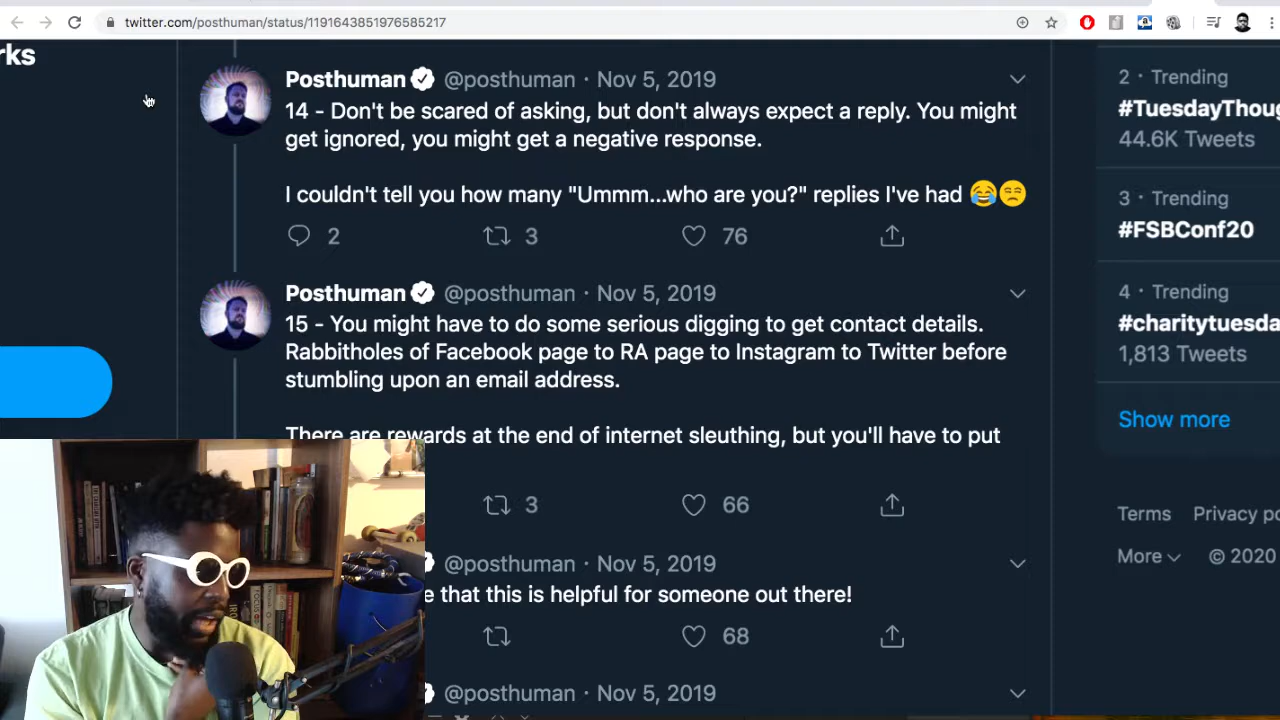 twitter.com/posthuman/status/1191643851976585217
rks
Posthuman @posthuman · Nov 5, 2019
14 - Don't be scared of asking, but don't always expect a reply. You might
get ignored, you might get a negative response.
I couldn't tell you how many "Ummm...who are you?" replies I've had 😂😒
2 3 76
Posthuman @posthuman · Nov 5, 2019
15 - You might have to do some serious digging to get contact details.
Rabbitholes of Facebook page to RA page to Instagram to Twitter before
stumbling upon an email address.
There are rewards at the end of internet sleuthing, but you'll have to put
3 66
@posthuman · Nov 5, 2019
e that this is helpful for someone out there!
68
@posthuman · Nov 5, 2019
2 · Trending
#TuesdayThoug
44.6K Tweets
3 · Trending
#FSBConf20
4 · Trending
#charitytuesda
1,813 Tweets
Show more
Terms Privacy po
More © 2020